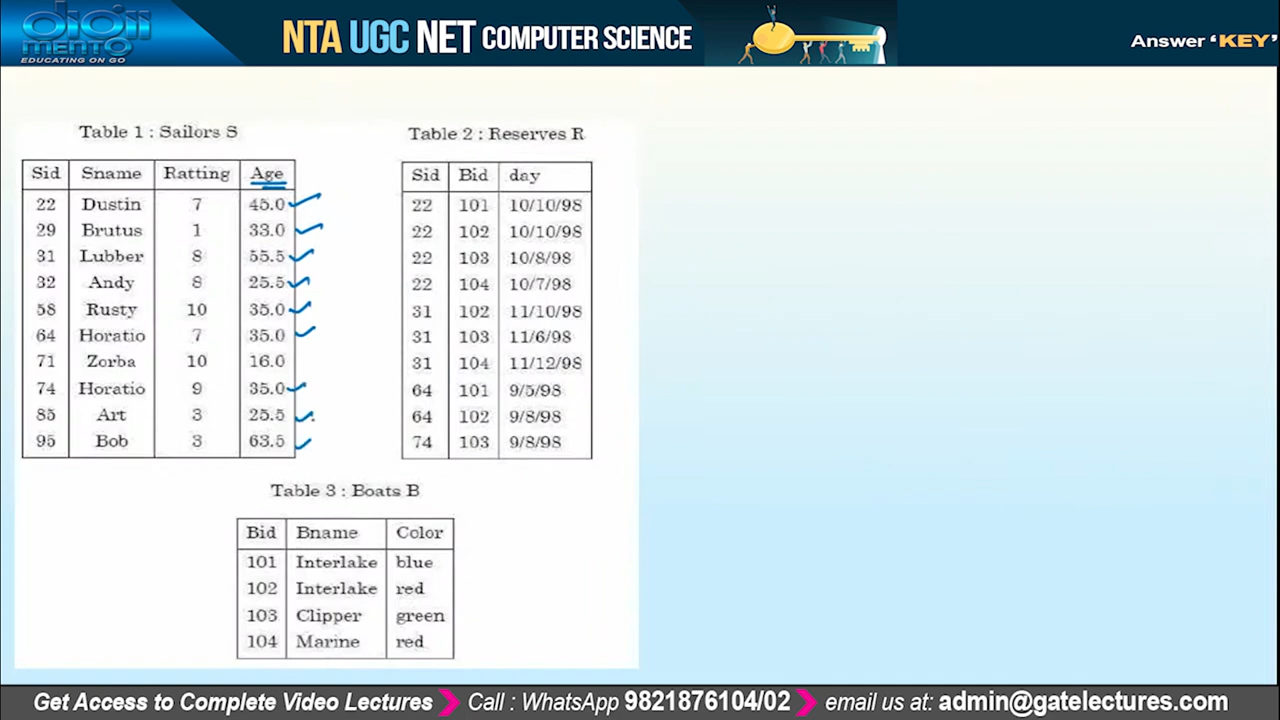 didii MENTO
EDUCATING ON GO
NTA UGC NET COMPUTER SCIENCE
Answer ‘KEY’
Table 1 : Sailors S
Sid Sname Ratting Age
22 Dustin 7 45.0
29 Brutus 1 33.0
31 Lubber 8 55.5
32 Andy 8 25.5
58 Rusty 10 35.0
64 Horatio 7 35.0
71 Zorba 10 16.0
74 Horatio 9 35.0
85 Art 3 25.5
95 Bob 3 63.5
Table 2 : Reserves R
Sid Bid day
22 101 10/10/98
22 102 10/10/98
22 103 10/8/98
22 104 10/7/98
31 102 11/10/98
31 103 11/6/98
31 104 11/12/98
64 101 9/5/98
64 102 9/8/98
74 103 9/8/98
Table 3 : Boats B
Bid Bname Color
101 Interlake blue
102 Interlake red
103 Clipper green
104 Marine red
Get Access to Complete Video Lectures Call : WhatsApp 9821876104/02 email us at: admin@gatelectures.com